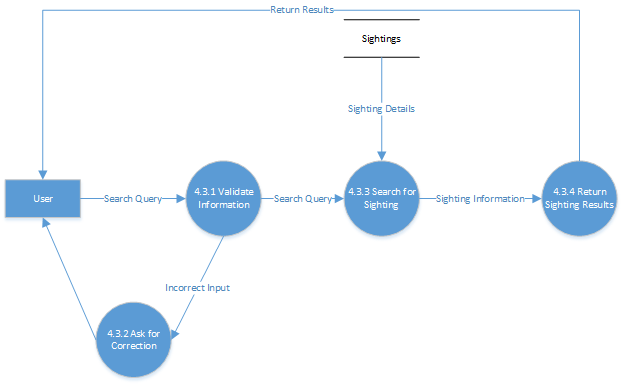 Return Results
Sightings
Sighting Details
User
Search Query
4.3.1 Validate
Information
Search Query
4.3.3 Search for
Sighting
Sighting Information
4.3.4 Return
Sighting Results
Incorrect Input
4.3.2 Ask for
Correction